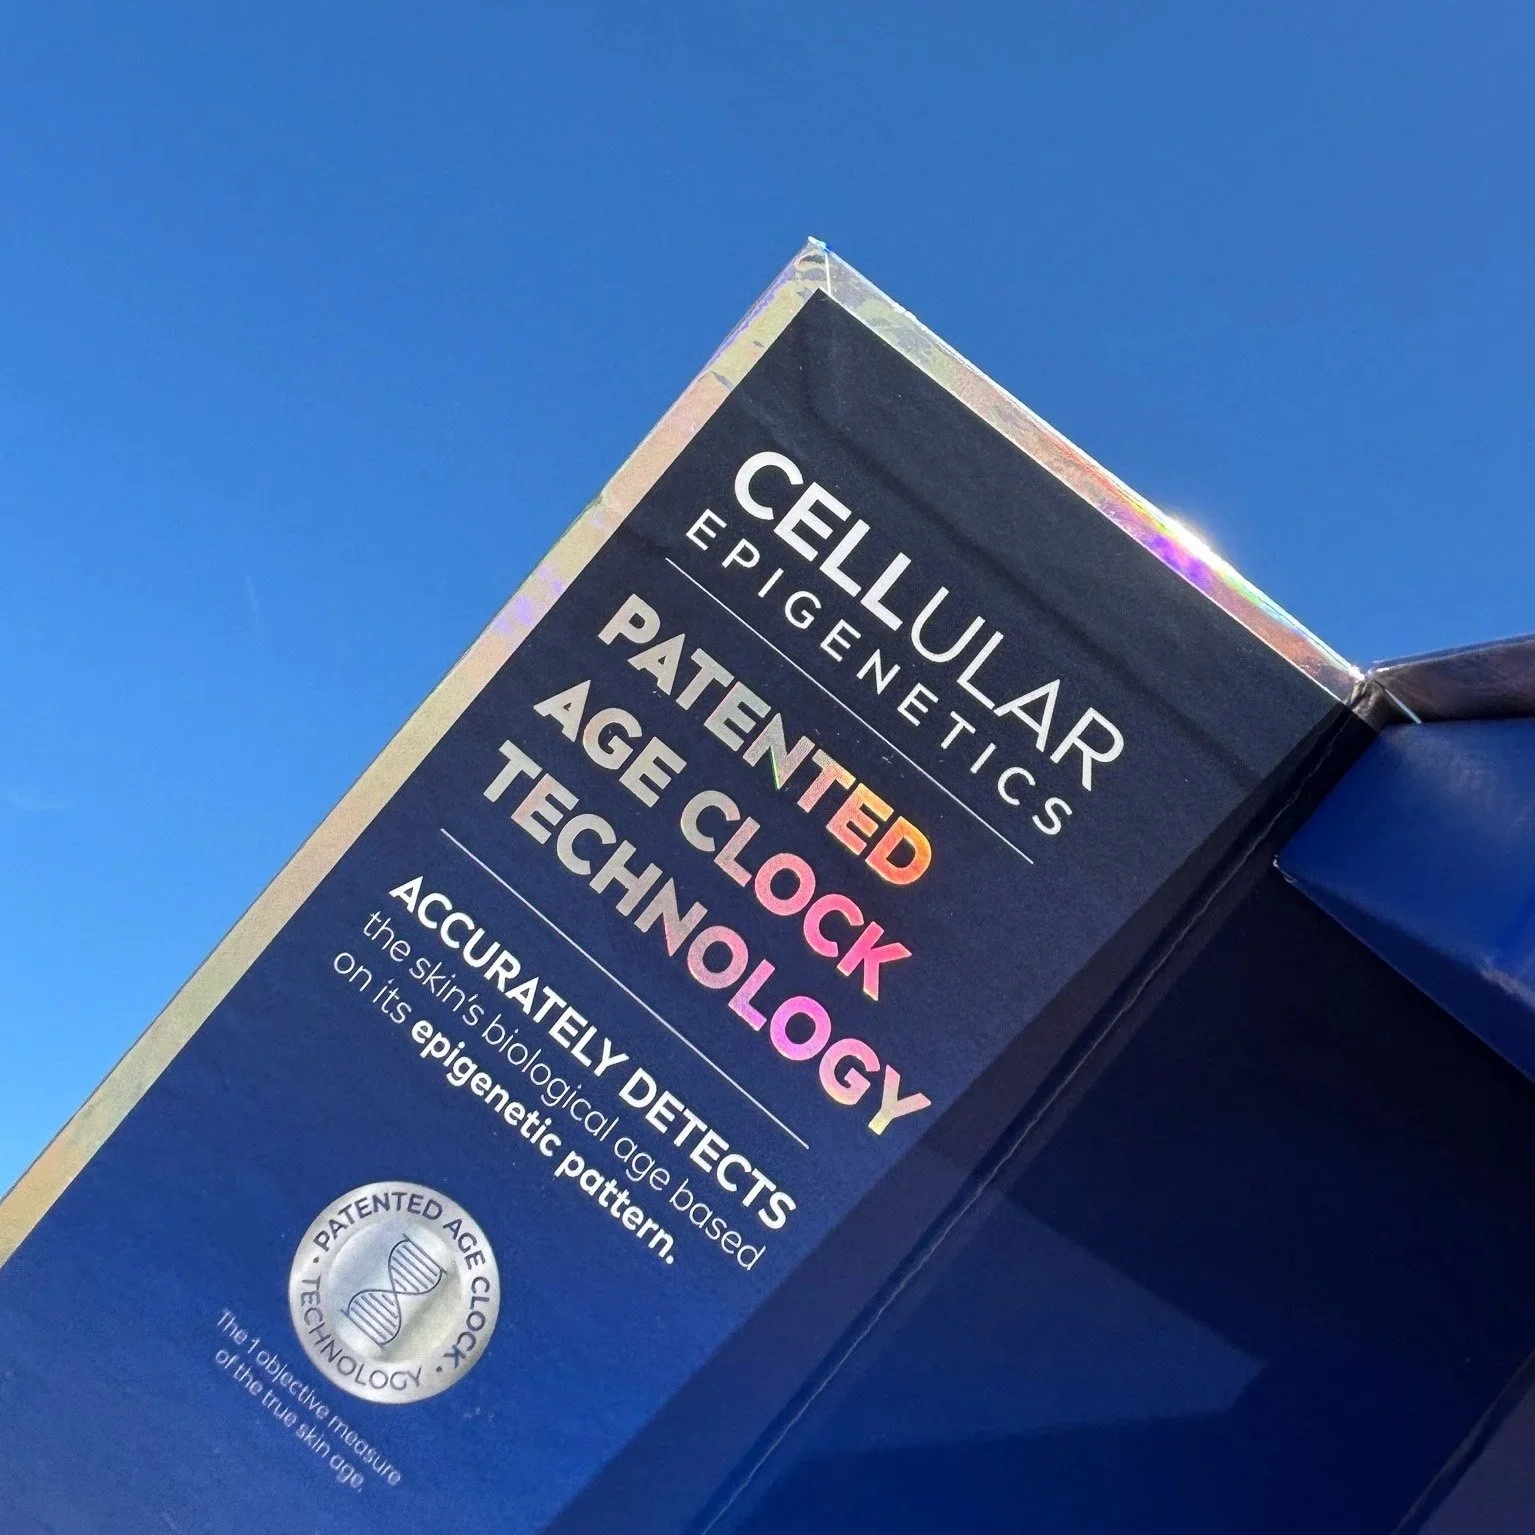 CELLULAR
EPIGENETICS
PATENTED
AGE CLOCK
TECHNOLOGY
ACCURATELY DETECTS
the skin's biological age based
on its epigenetic pattern.
• PATENTED AGE CLOCK •
TECHNOLOGY
The 1 objective measure
of the true skin age.